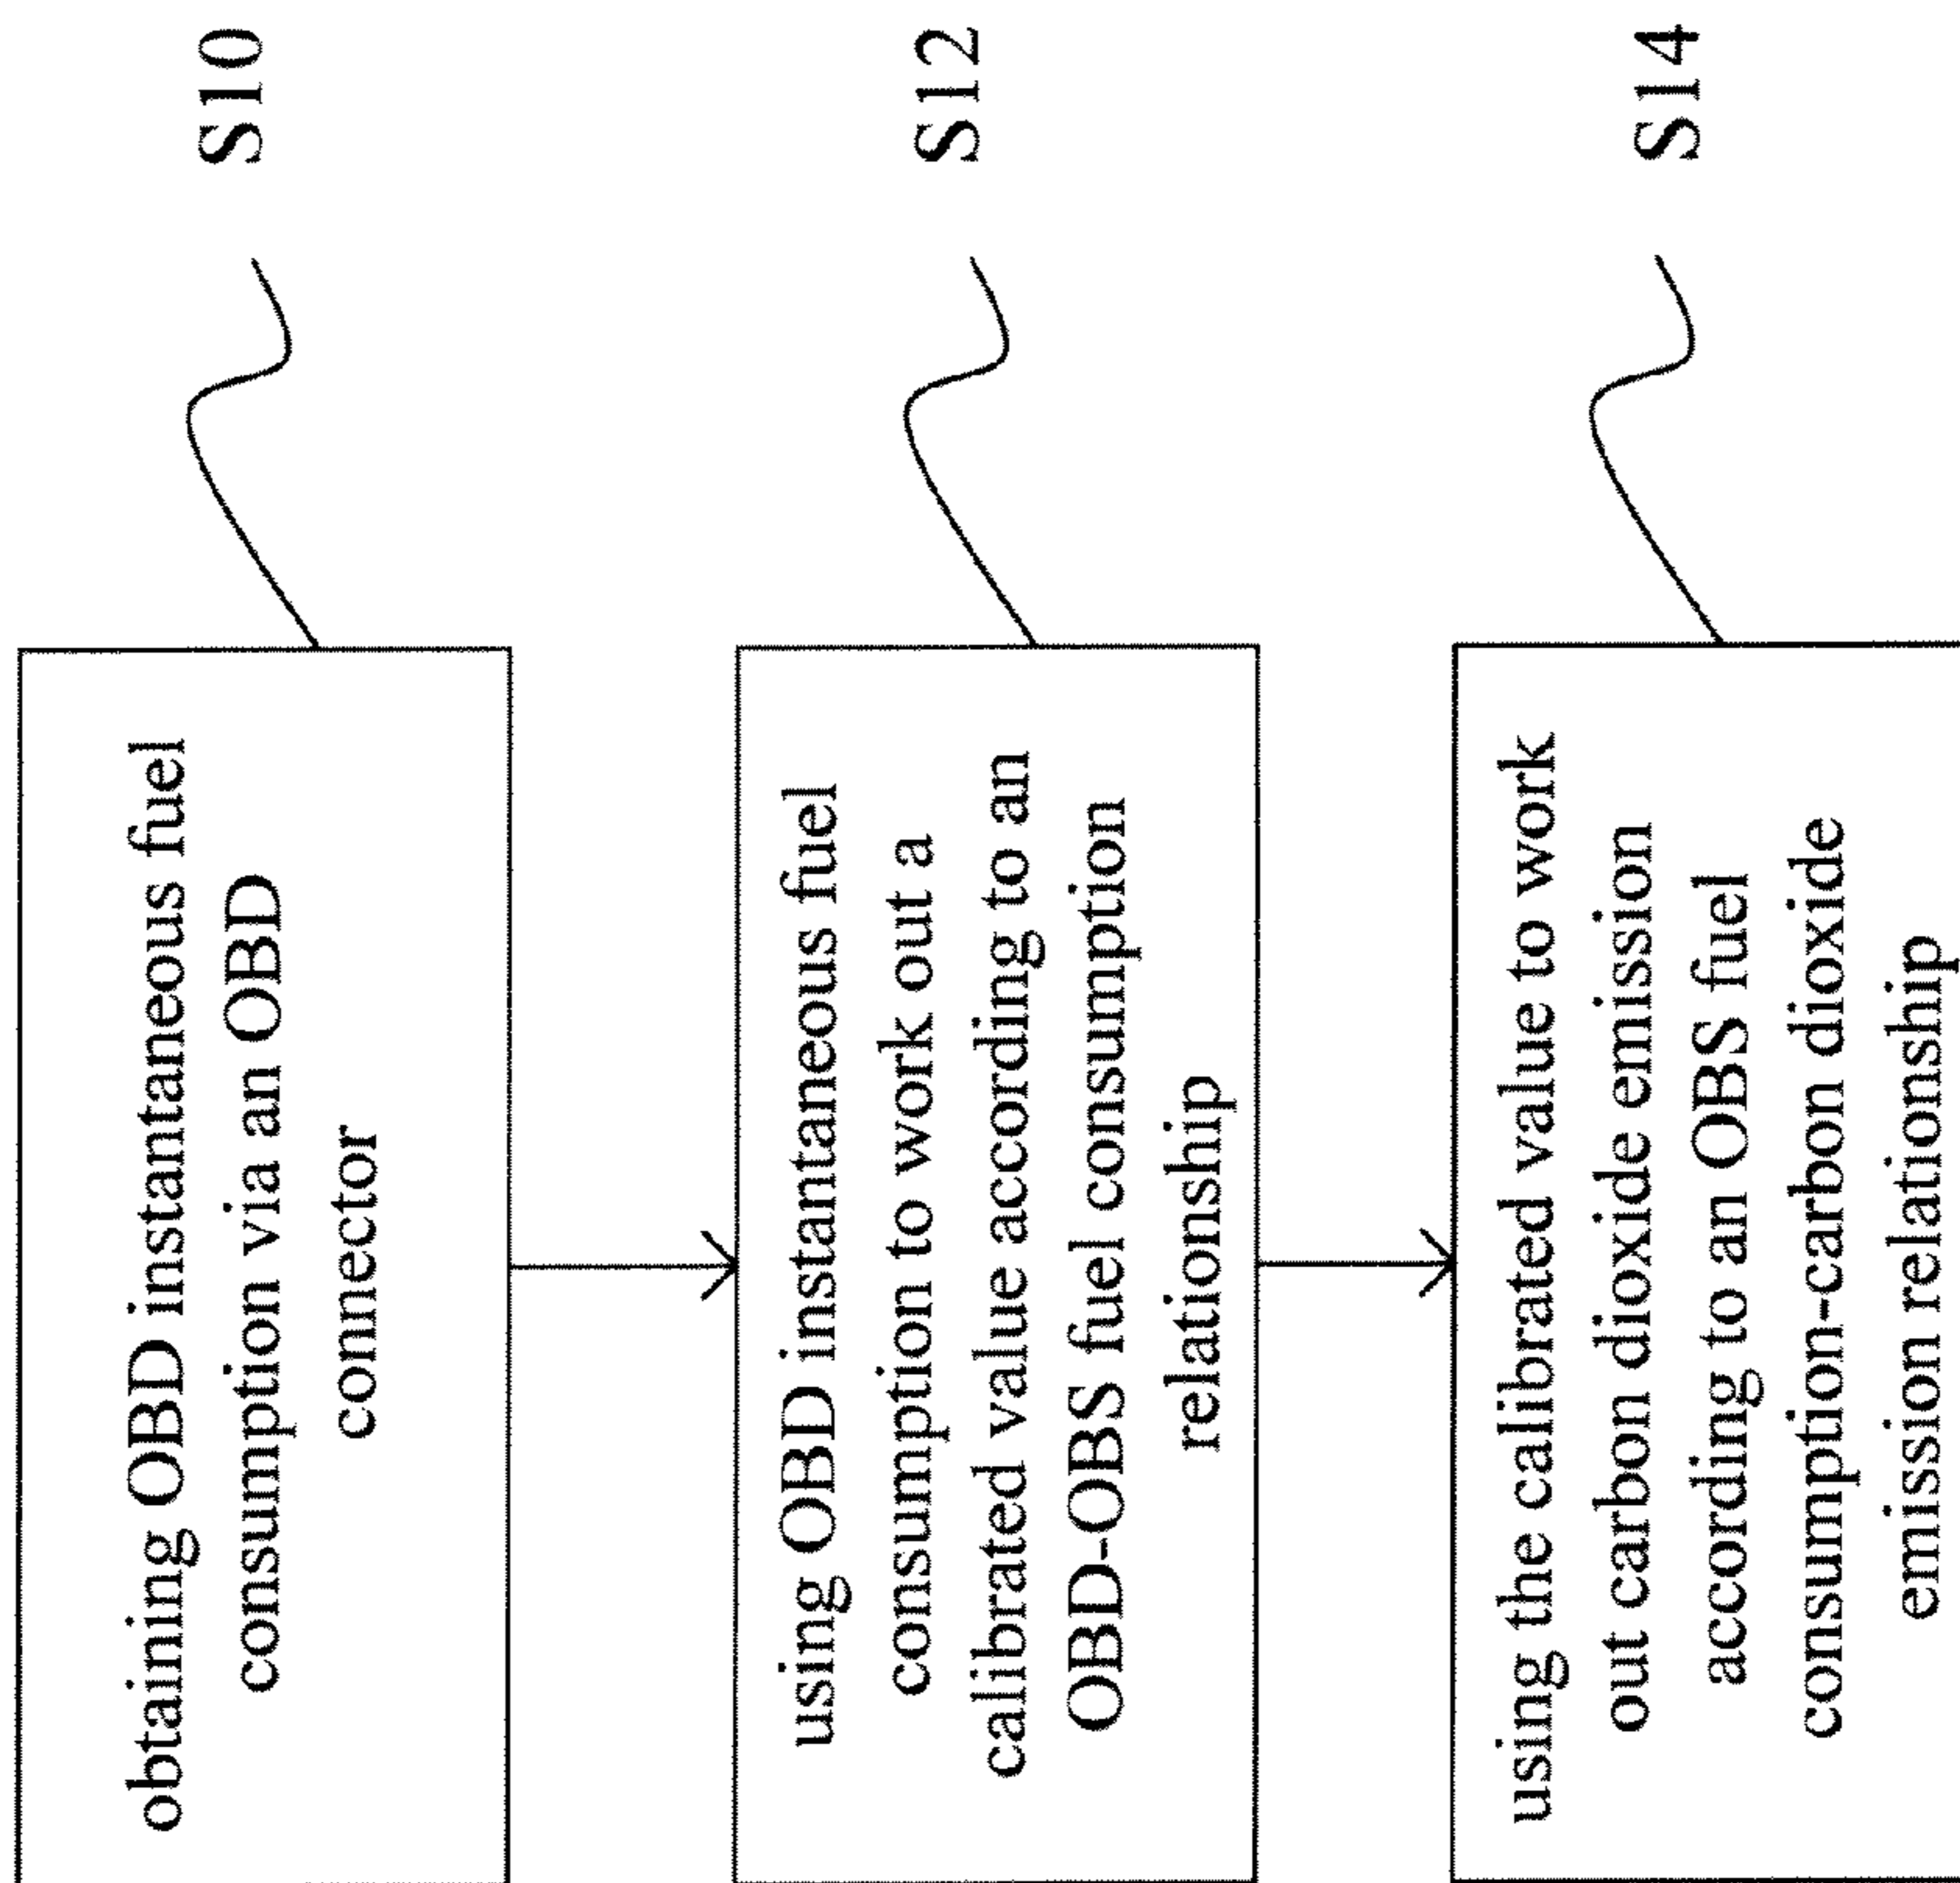 obtaining OBD instantaneous fuel
consumption via an OBD
connector
S10
using OBD instantaneous fuel
consumption to work out a
calibrated value according to an
OBD-OBS fuel consumption
relationship
S12
using the calibrated value to work
out carbon dioxide emission
according to an OBS fuel
consumption-carbon dioxide
emission relationship
S14